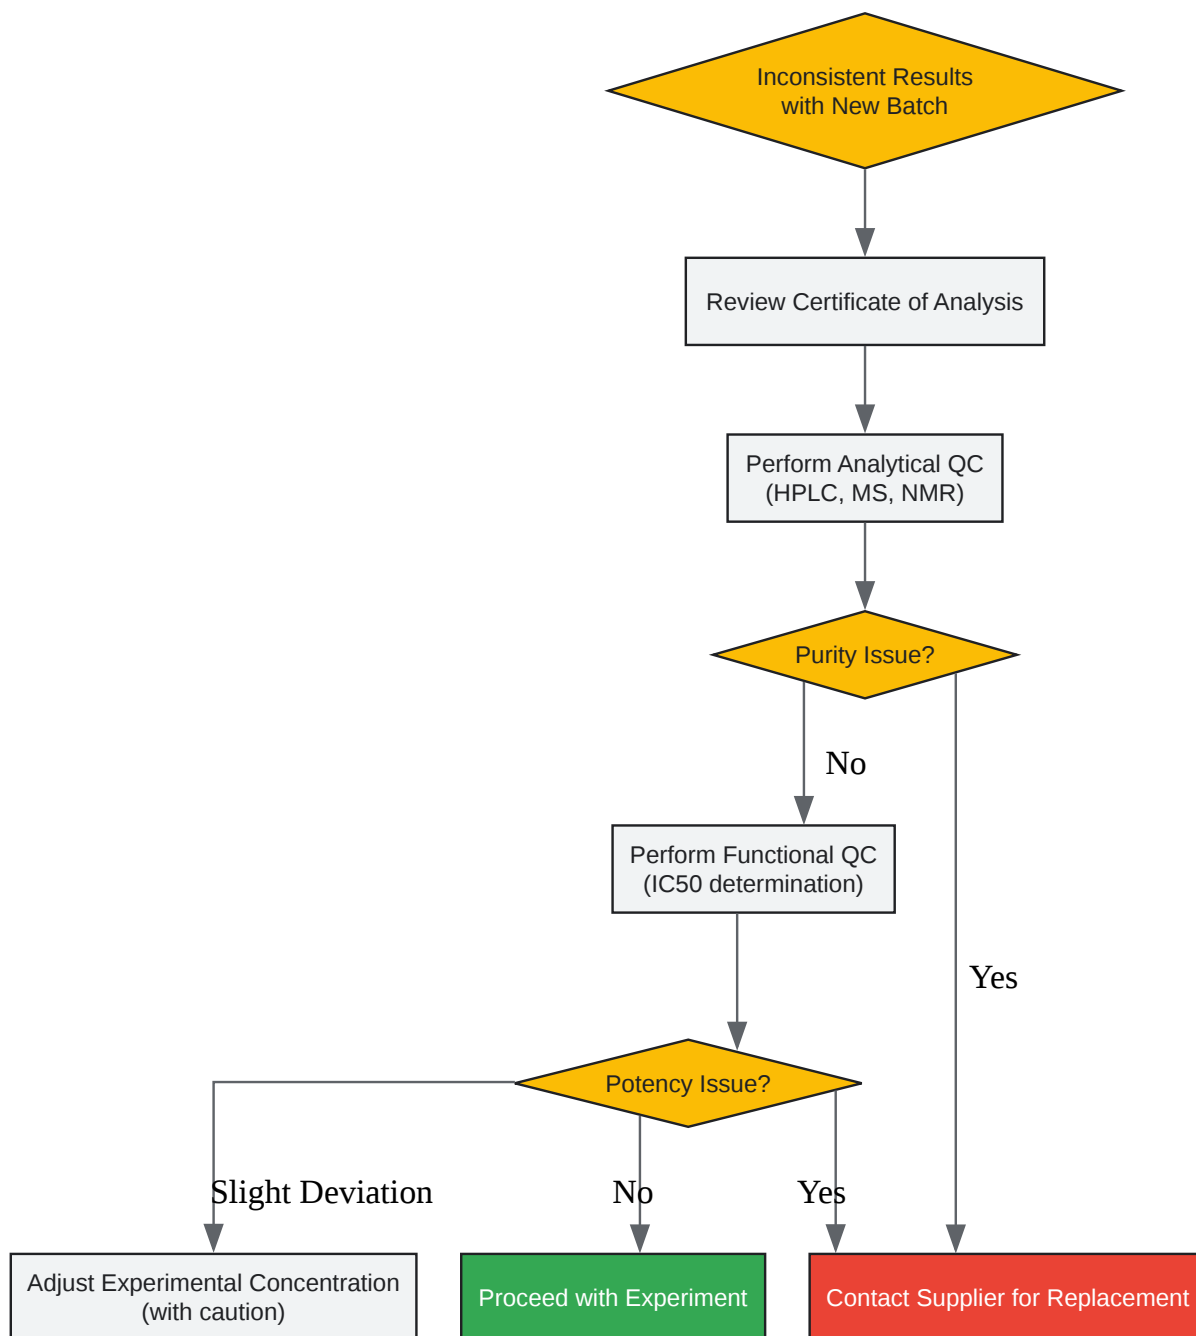 Inconsistent Results
with New Batch
Review Certificate of Analysis
Perform Analytical QC
(HPLC, MS, NMR)
Purity Issue?
No
Perform Functional QC
(IC50 determination)
Yes
Potency Issue?
Slight Deviation
No
Yes
Adjust Experimental Concentration
(with caution)
Proceed with Experiment
Contact Supplier for Replacement